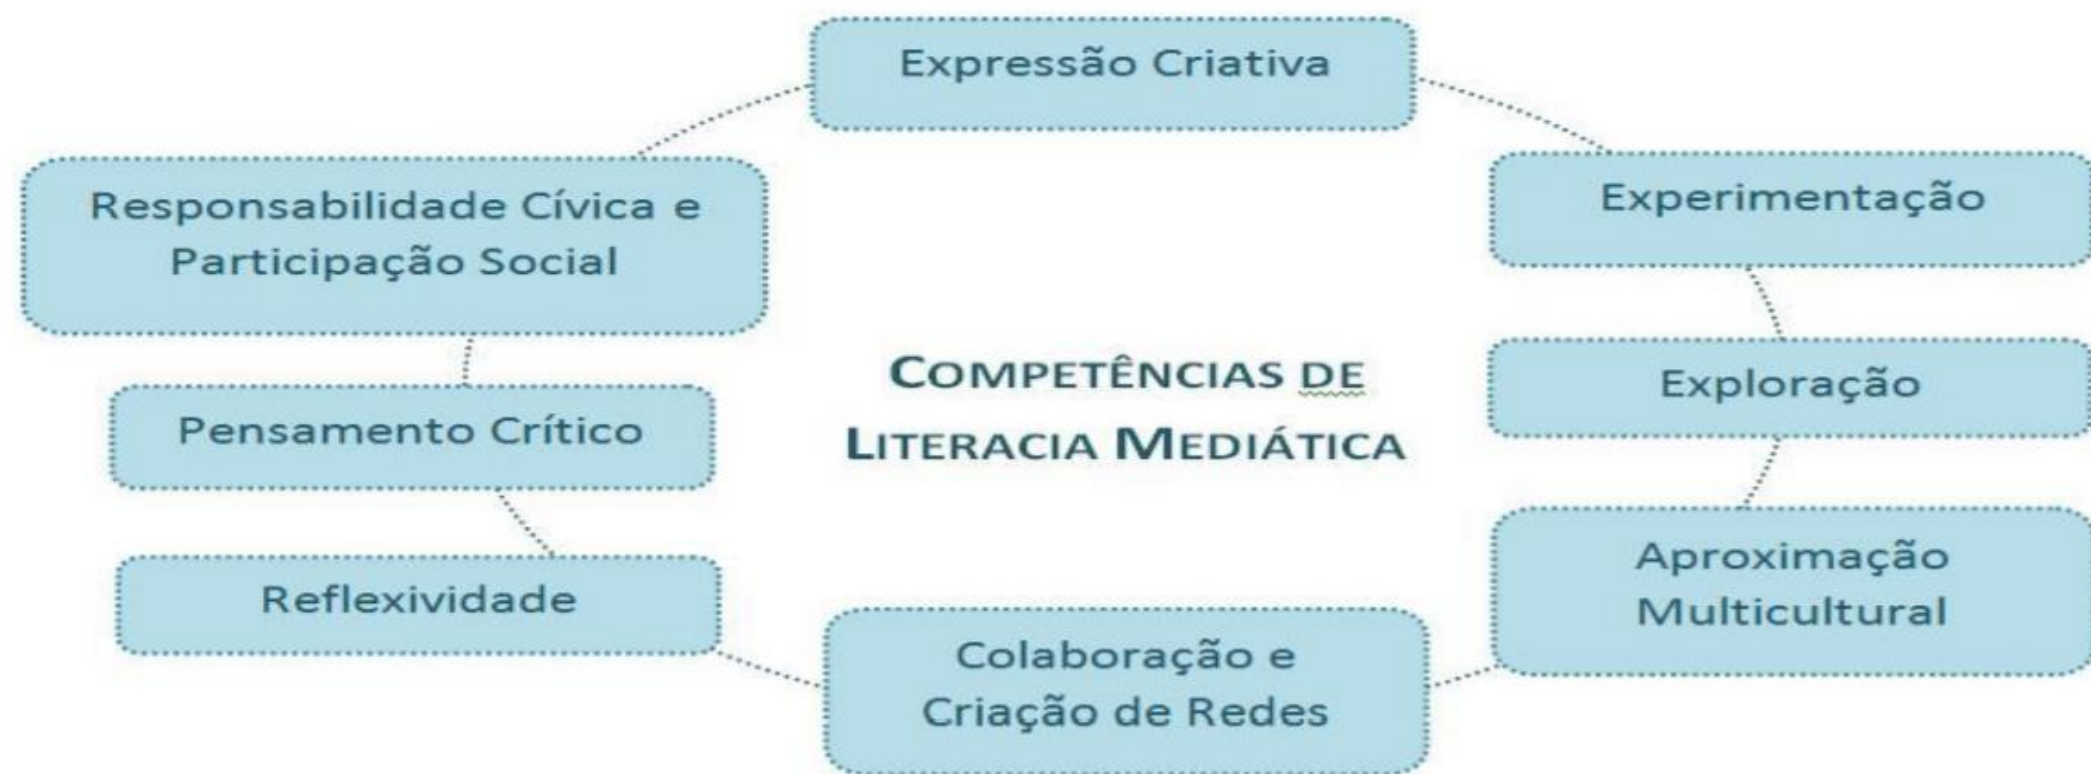 Expressão Criativa
Experimentação
Exploração
Aproximação
Multicultural
Colaboração e
Criação de Redes
Reflexividade
Pensamento Crítico
Responsabilidade Cívica e
Participação Social
COMPETÊNCIAS DE
LITERACIA MEDIÁTICA